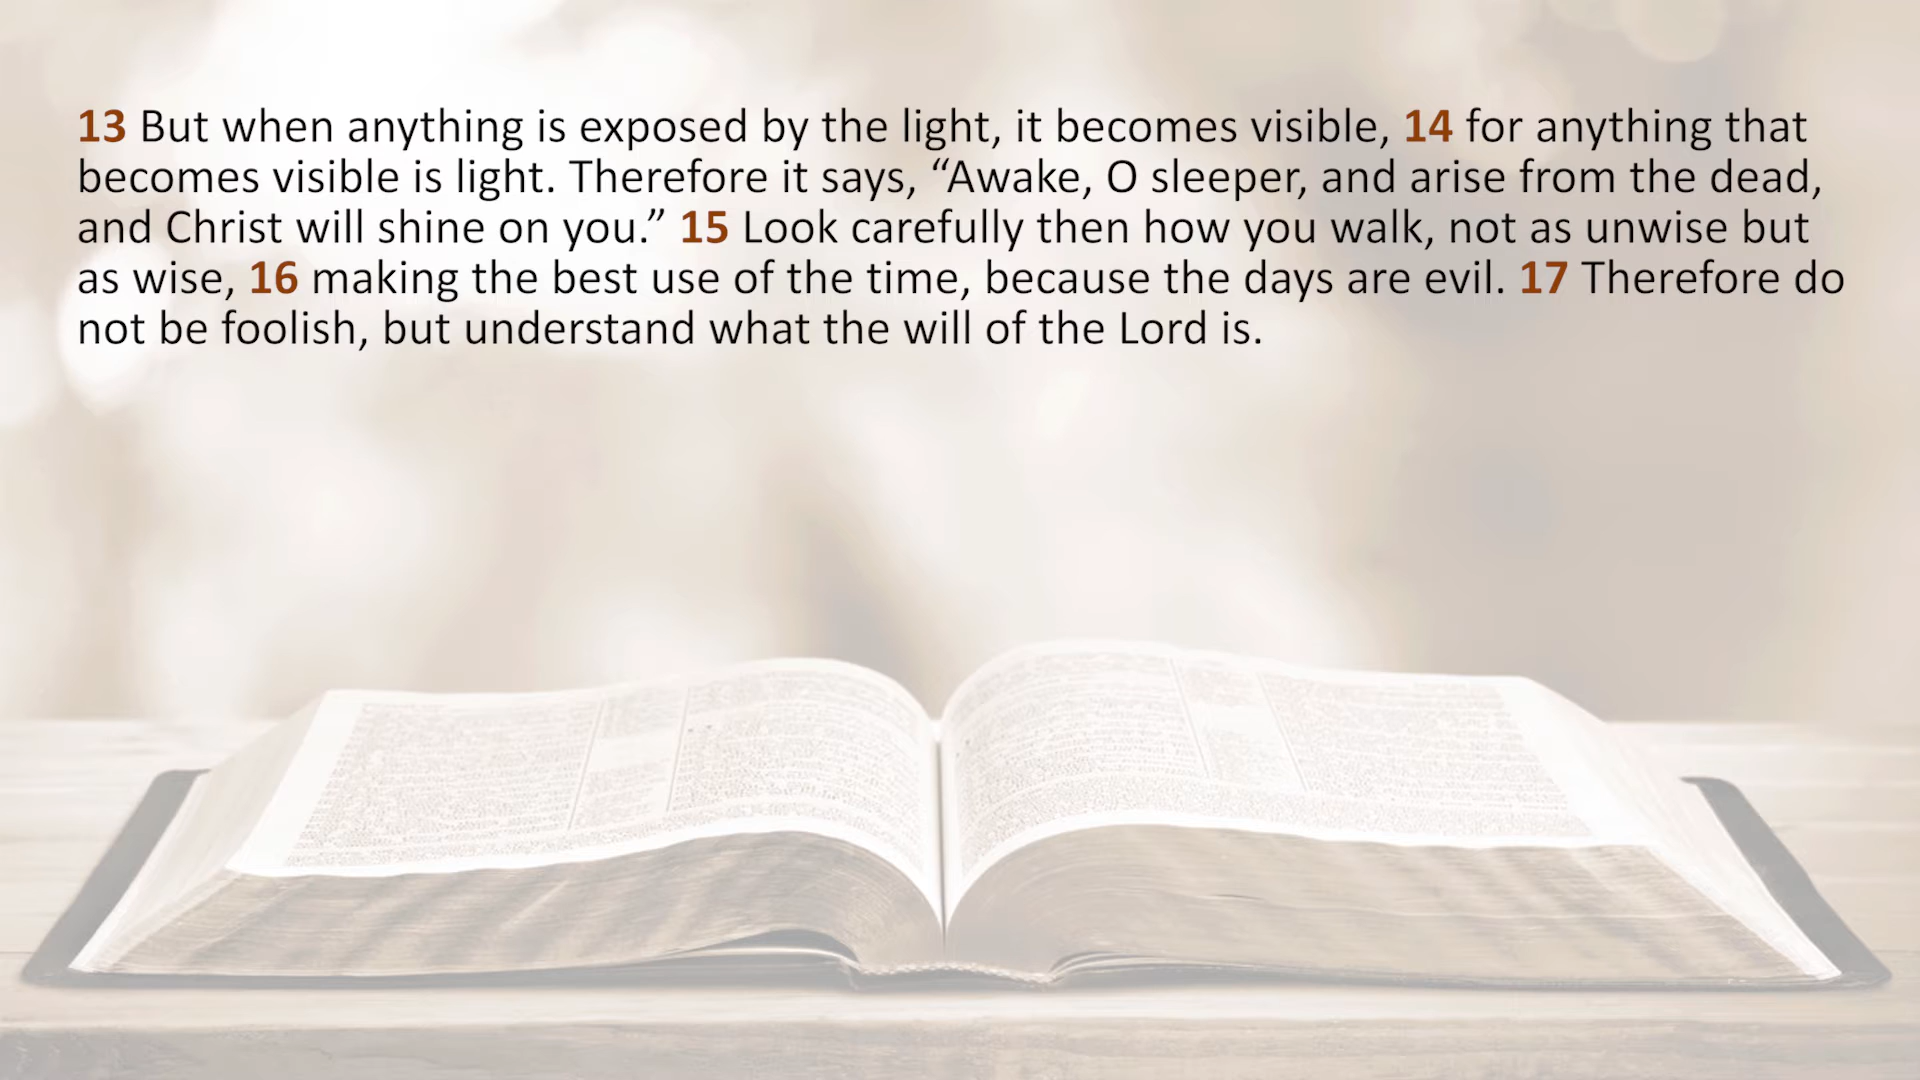 13 But when anything is exposed by the light, it becomes visible, 14 for anything that
becomes visible is light. Therefore it says, “Awake, O sleeper, and arise from the dead,
and Christ will shine on you.” 15 Look carefully then how you walk, not as unwise but
as wise, 16 making the best use of the time, because the days are evil. 17 Therefore do
not be foolish, but understand what the will of the Lord is.